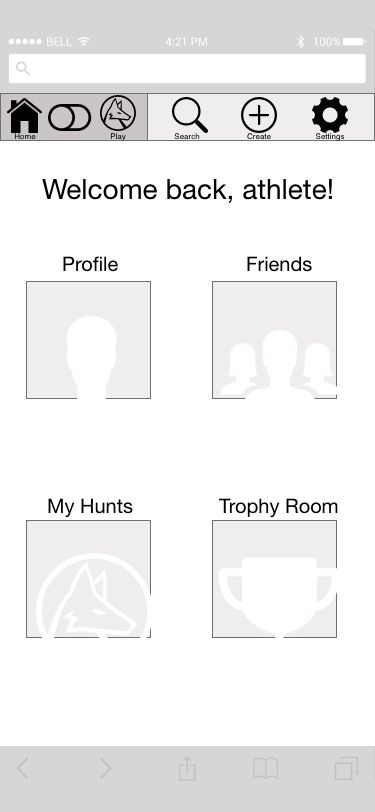 BELL 4:21 PM 100%
Home Play Search Create Settings
Welcome back, athlete!
Profile Friends
My Hunts Trophy Room